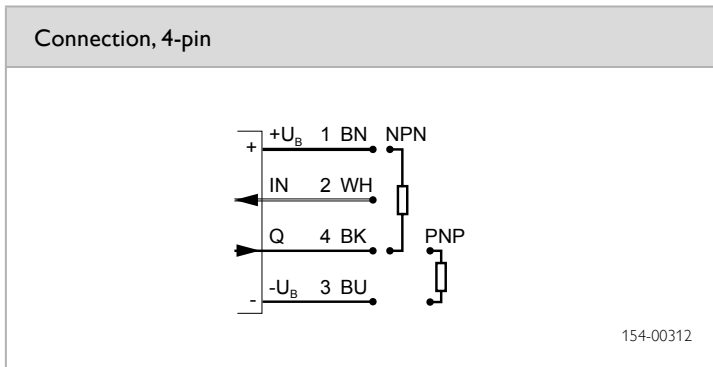 Connection, 4-pin
+U_B 1 BN NPN
+
IN 2 WH
Q 4 BK PNP
-U_B 3 BU
-
154-00312